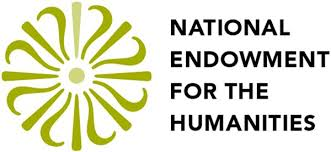 NATIONAL
ENDOWMENT
FOR THE
HUMANITIES